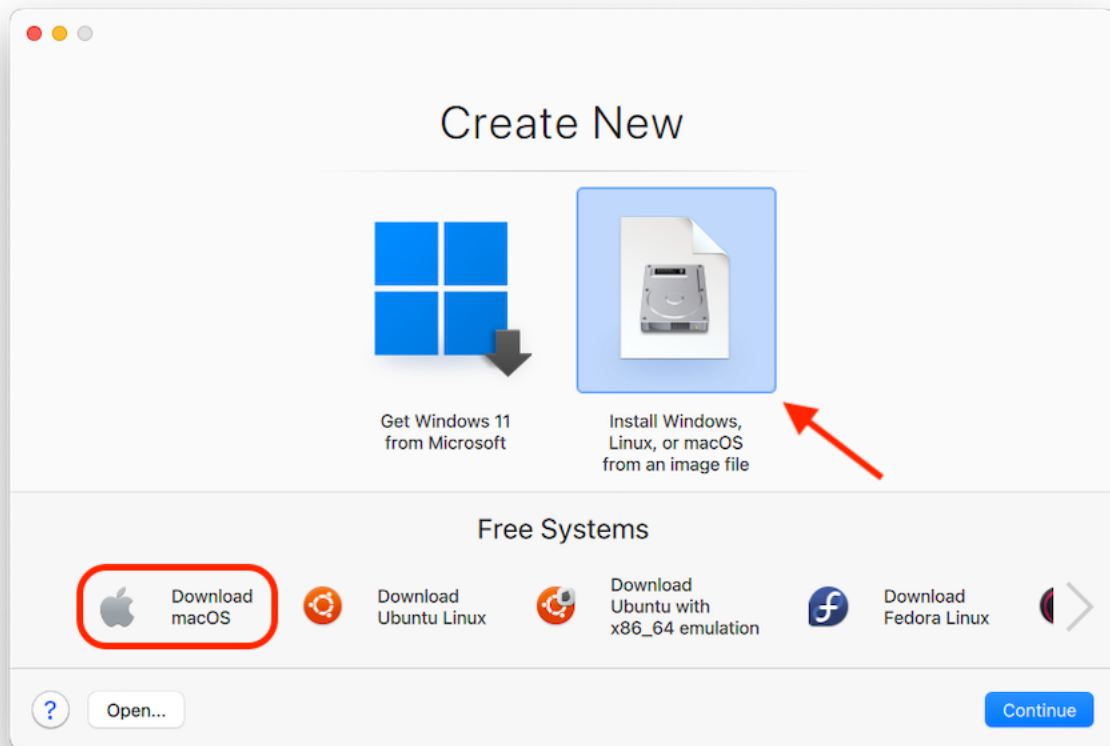 Create New
Get Windows 11
from Microsoft
Install Windows,
Linux, or macOS
from an image file
Free Systems
Download
macOS
Download
Ubuntu Linux
Download
Ubuntu with
x86_64 emulation
Download
Fedora Linux
?
Open...
Continue